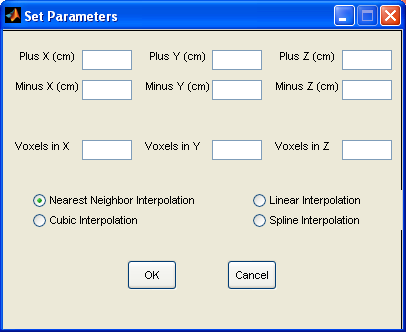 Set Parameters
Plus X (cm) Plus Y (cm) Plus Z (cm)
Minus X (cm) Minus Y (cm) Minus Z (cm)
Voxels in X Voxels in Y Voxels in Z
Nearest Neighbor Interpolation Linear Interpolation
Cubic Interpolation Spline Interpolation
OK Cancel